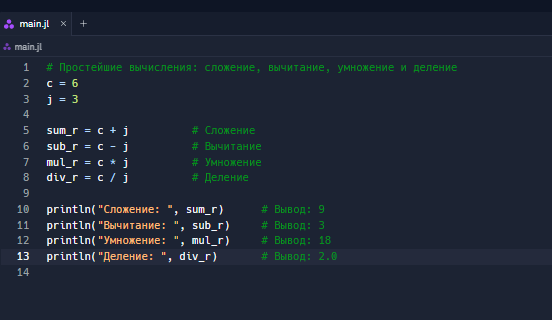 main.jl × +
main.jl
1 # Простейшие вычисления: сложение, вычитание, умножение и деление
2 c = 6
3 j = 3
4
5 sum_r = c + j # Сложение
6 sub_r = c - j # Вычитание
7 mul_r = c * j # Умножение
8 div_r = c / j # Деление
9
10 println("Сложение: ", sum_r) # Вывод: 9
11 println("Вычитание: ", sub_r) # Вывод: 3
12 println("Умножение: ", mul_r) # Вывод: 18
13 println("Деление: ", div_r) # Вывод: 2.0
14